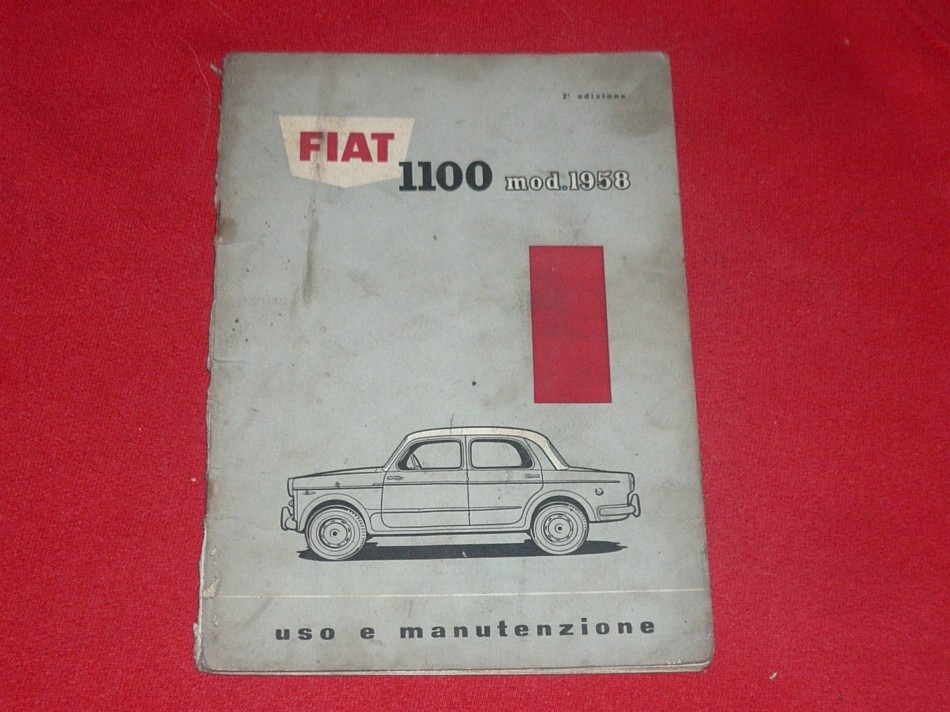 2ª edizione
FIAT
1100 mod.1958
uso e manutenzione